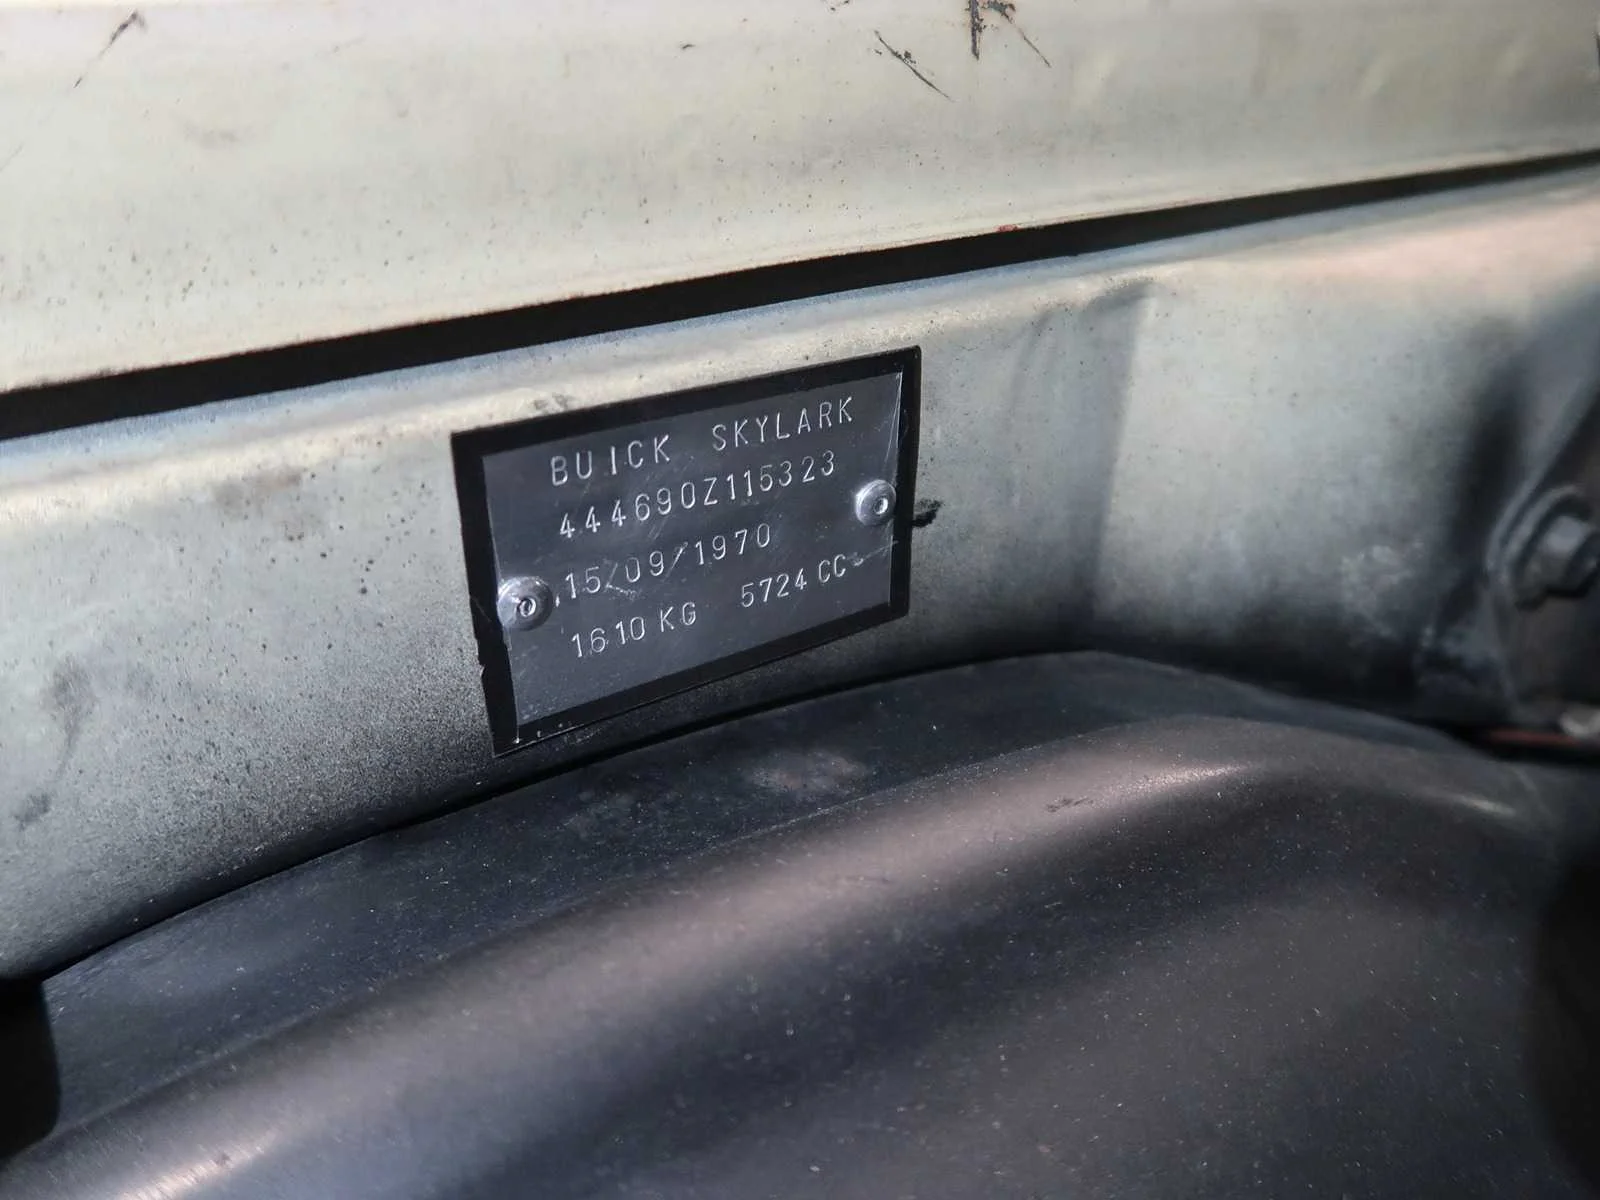 BUICK SKYLARK
444690Z115323
15/09/1970
1610 KG 5724 CC